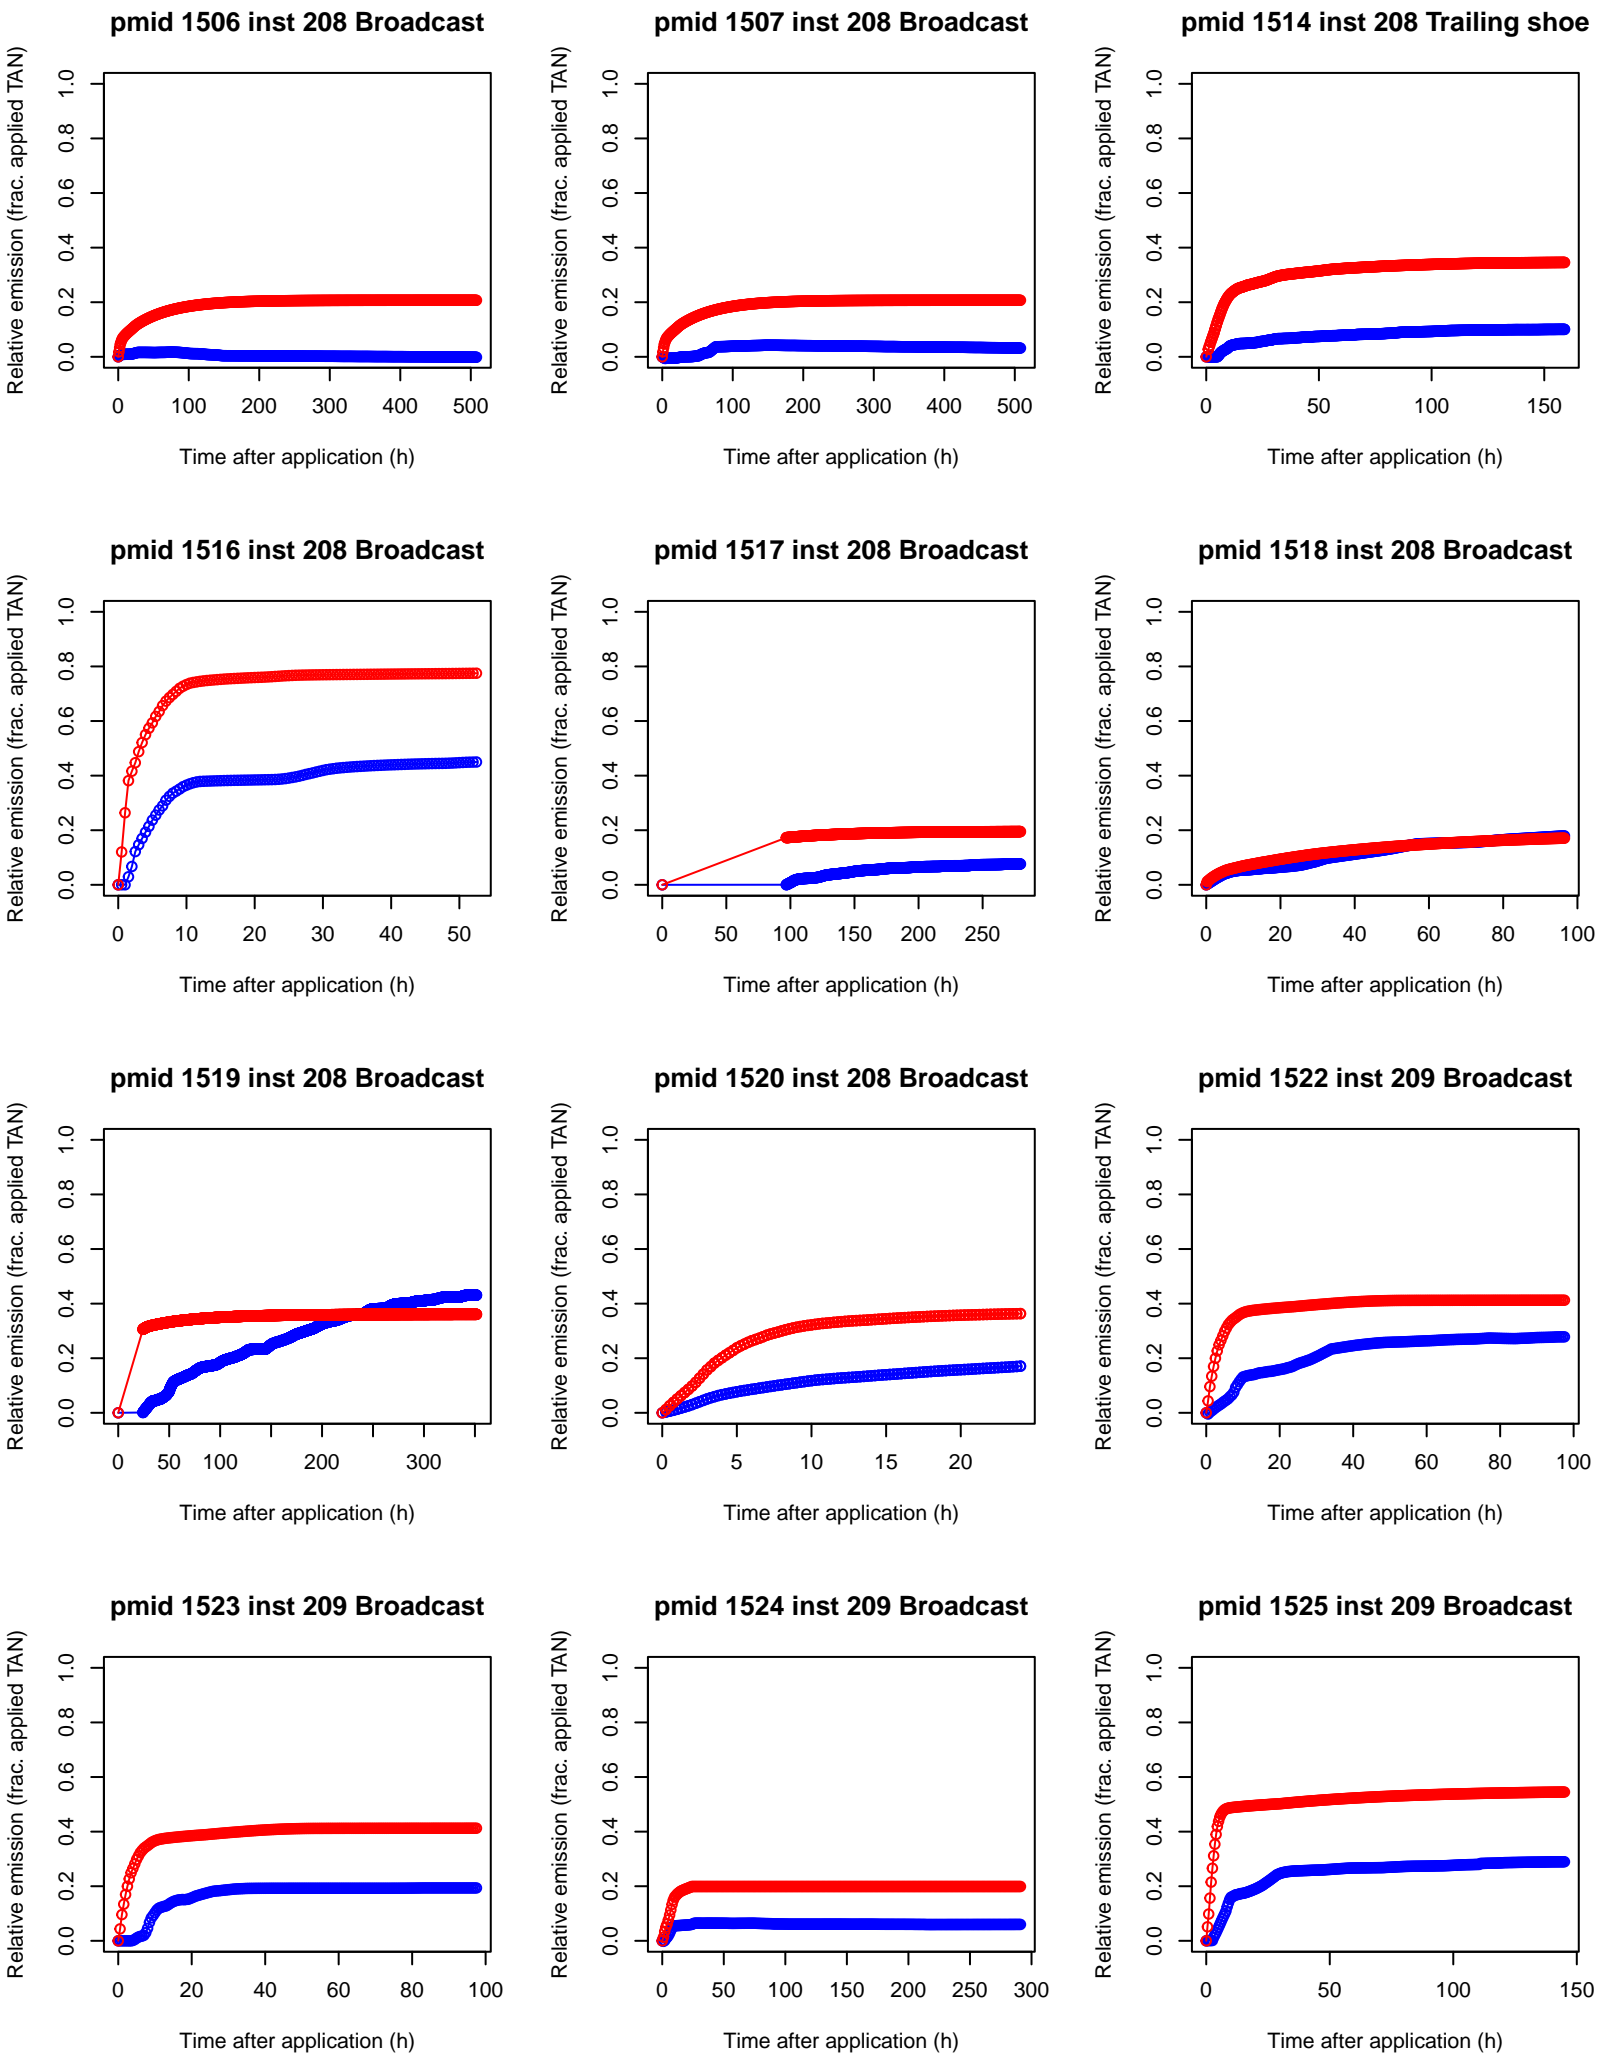 pmid 1506 inst 208 Broadcast
Relative emission (frac. applied TAN)
0.0 0.2 0.4 0.6 0.8 1.0
0 100 200 300 400 500
Time after application (h)
pmid 1507 inst 208 Broadcast
Relative emission (frac. applied TAN)
0.0 0.2 0.4 0.6 0.8 1.0
0 100 200 300 400 500
Time after application (h)
pmid 1514 inst 208 Trailing shoe
Relative emission (frac. applied TAN)
0.0 0.2 0.4 0.6 0.8 1.0
0 50 100 150
Time after application (h)
pmid 1516 inst 208 Broadcast
Relative emission (frac. applied TAN)
0.0 0.2 0.4 0.6 0.8 1.0
0 10 20 30 40 50
Time after application (h)
pmid 1517 inst 208 Broadcast
Relative emission (frac. applied TAN)
0.0 0.2 0.4 0.6 0.8 1.0
0 50 100 150 200 250
Time after application (h)
pmid 1518 inst 208 Broadcast
Relative emission (frac. applied TAN)
0.0 0.2 0.4 0.6 0.8 1.0
0 20 40 60 80 100
Time after application (h)
pmid 1519 inst 208 Broadcast
Relative emission (frac. applied TAN)
0.0 0.2 0.4 0.6 0.8 1.0
0 50 100 200 300
Time after application (h)
pmid 1520 inst 208 Broadcast
Relative emission (frac. applied TAN)
0.0 0.2 0.4 0.6 0.8 1.0
0 5 10 15 20
Time after application (h)
pmid 1522 inst 209 Broadcast
Relative emission (frac. applied TAN)
0.0 0.2 0.4 0.6 0.8 1.0
0 20 40 60 80 100
Time after application (h)
pmid 1523 inst 209 Broadcast
Relative emission (frac. applied TAN)
0.0 0.2 0.4 0.6 0.8 1.0
0 20 40 60 80 100
Time after application (h)
pmid 1524 inst 209 Broadcast
Relative emission (frac. applied TAN)
0.0 0.2 0.4 0.6 0.8 1.0
0 50 100 150 200 250 300
Time after application (h)
pmid 1525 inst 209 Broadcast
Relative emission (frac. applied TAN)
0.0 0.2 0.4 0.6 0.8 1.0
0 50 100 150
Time after application (h)